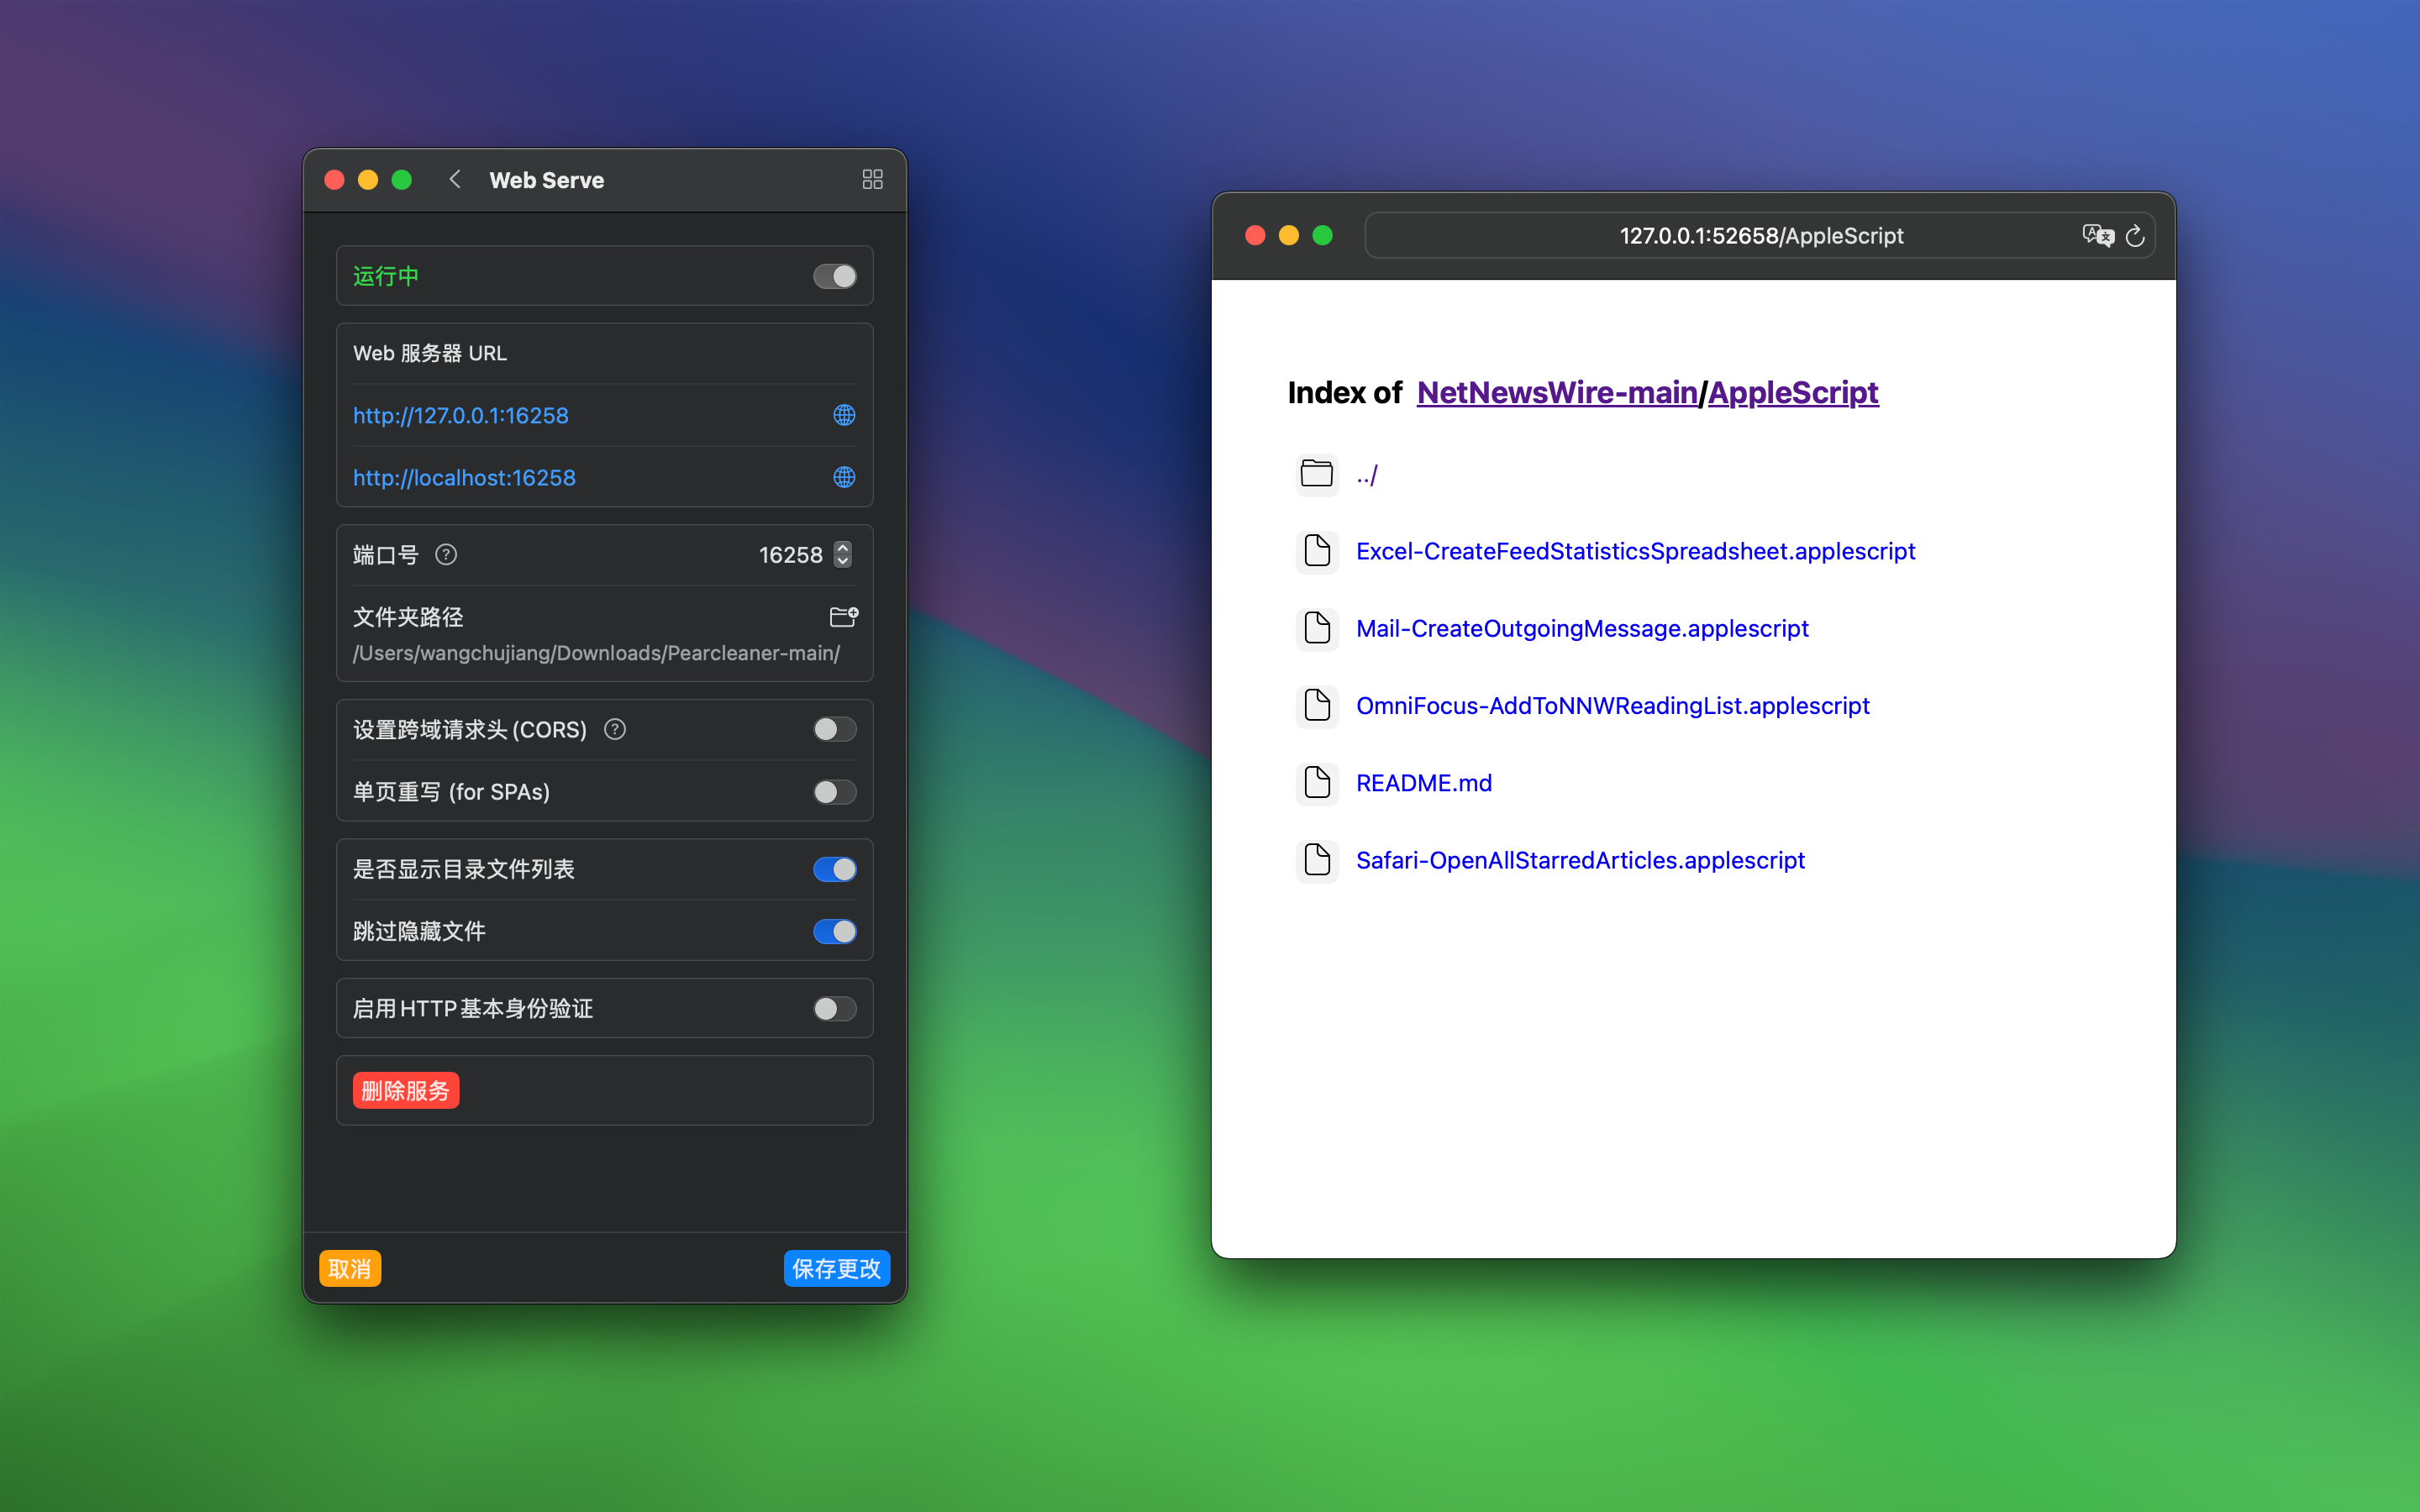 Web Serve
运行中
Web 服务器 URL
http://127.0.0.1:16258
http://localhost:16258
端口号 ? 16258
文件夹路径
/Users/wangchujiang/Downloads/Pearcleaner-main/
设置跨域请求头(CORS) ?
单页重写 (for SPAs)
是否显示目录文件列表
跳过隐藏文件
启用HTTP基本身份验证
删除服务
取消 保存更改
127.0.0.1:52658/AppleScript
Index of NetNewsWire-main/AppleScript
../
Excel-CreateFeedStatisticsSpreadsheet.applescript
Mail-CreateOutgoingMessage.applescript
OmniFocus-AddToNNWReadingList.applescript
README.md
Safari-OpenAllStarredArticles.applescript